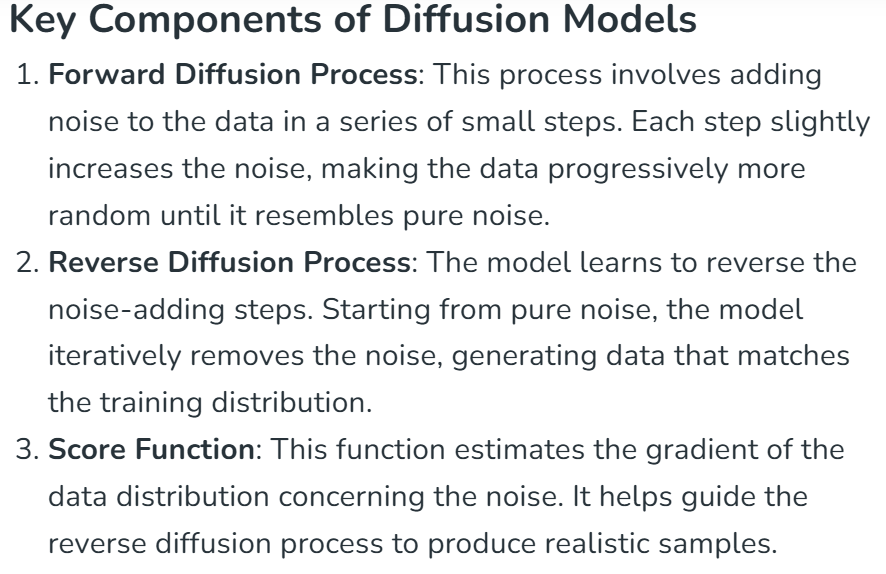 Key Components of Diffusion Models
1. Forward Diffusion Process: This process involves adding
noise to the data in a series of small steps. Each step slightly
increases the noise, making the data progressively more
random until it resembles pure noise.
2. Reverse Diffusion Process: The model learns to reverse the
noise-adding steps. Starting from pure noise, the model
iteratively removes the noise, generating data that matches
the training distribution.
3. Score Function: This function estimates the gradient of the
data distribution concerning the noise. It helps guide the
reverse diffusion process to produce realistic samples.